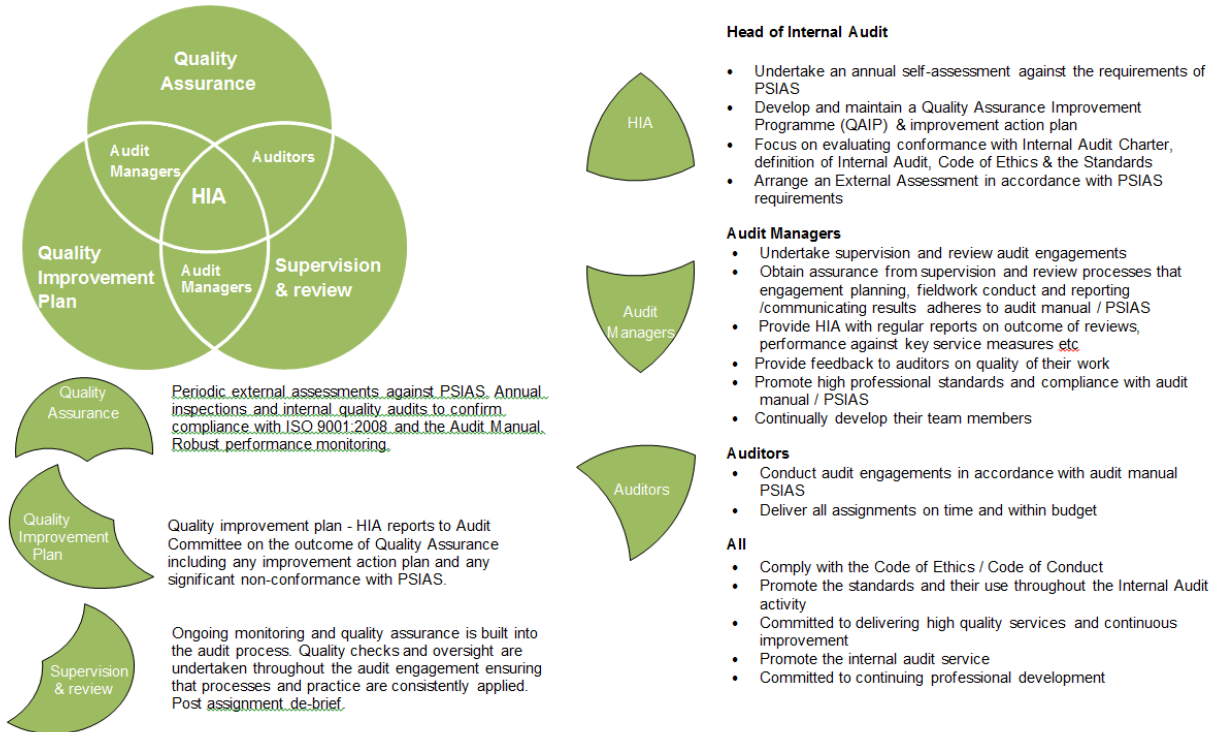 Quality
Assurance
Audit
Managers
Auditors
HIA
Quality
Improvement
Plan
Audit
Managers
Supervision
& review
Quality
Assurance
Periodic external assessments against PSIAS. Annual
inspections and internal quality audits to confirm
compliance with ISO 9001:2008 and the Audit Manual.
Robust performance monitoring.
Quality
Improvement
Plan
Quality improvement plan - HIA reports to Audit
Committee on the outcome of Quality Assurance
including any improvement action plan and any
significant non-conformance with PSIAS.
Supervision
& review
Ongoing monitoring and quality assurance is built into
the audit process. Quality checks and oversight are
undertaken throughout the audit engagement ensuring
that processes and practice are consistently applied.
Post assignment de-brief.
HIA
Head of Internal Audit
• Undertake an annual self-assessment against the requirements of
PSIAS
• Develop and maintain a Quality Assurance Improvement
Programme (QAIP) & improvement action plan
• Focus on evaluating conformance with Internal Audit Charter,
definition of Internal Audit, Code of Ethics & the Standards
• Arrange an External Assessment in accordance with PSIAS
requirements
Audit
Managers
Audit Managers
• Undertake supervision and review audit engagements
• Obtain assurance from supervision and review processes that
engagement planning, fieldwork conduct and reporting
/communicating results adheres to audit manual / PSIAS
• Provide HIA with regular reports on outcome of reviews,
performance against key service measures etc
• Provide feedback to auditors on quality of their work
• Promote high professional standards and compliance with audit
manual / PSIAS
• Continually develop their team members
Auditors
Auditors
• Conduct audit engagements in accordance with audit manual
PSIAS
• Deliver all assignments on time and within budget
All
• Comply with the Code of Ethics / Code of Conduct
• Promote the standards and their use throughout the Internal Audit
activity
• Committed to delivering high quality services and continuous
improvement
• Promote the internal audit service
• Committed to continuing professional development